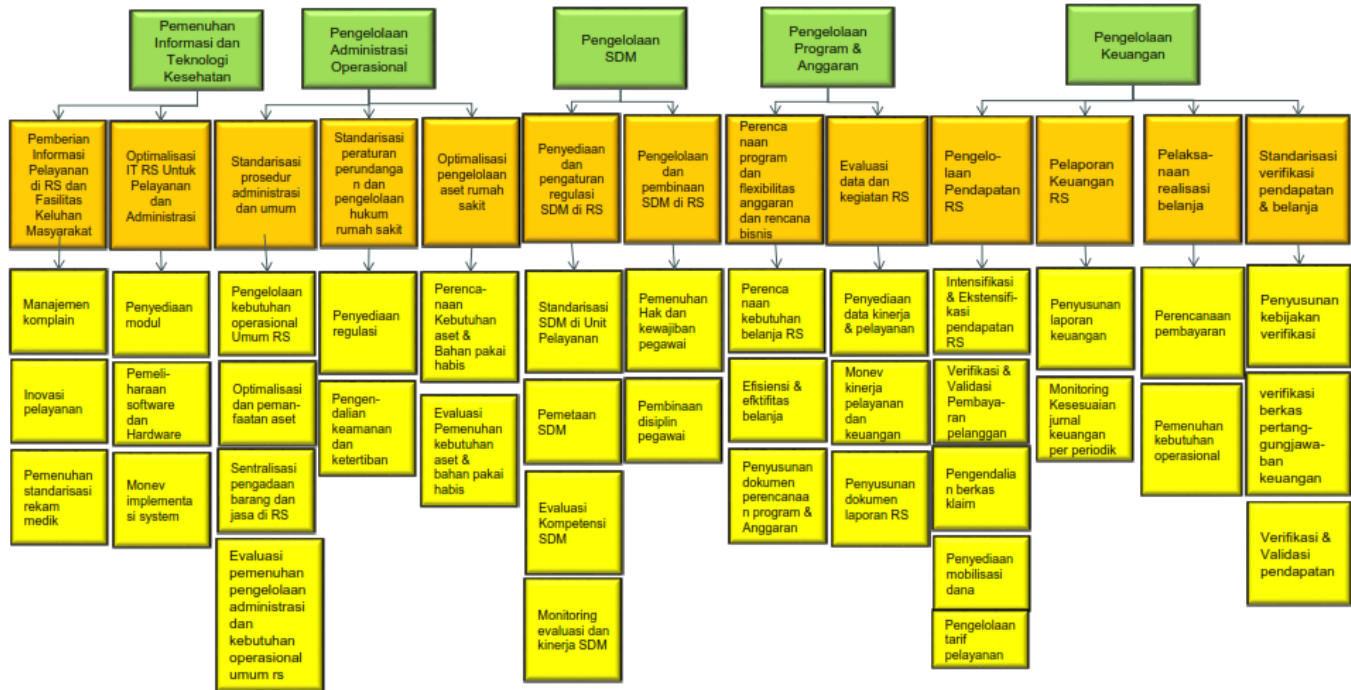 Pemenuhan
Informasi dan
Teknologi
Kesehatan
Pengelolaan
Administrasi
Operasional
Pengelolaan
SDM
Pengelolaan
Program &
Anggaran
Pengelolaan
Keuangan
Pemberian
Informasi
Pelayanan
di RS dan
Fasilitas
Keluhan
Masyarakat
Optimalisasi
IT RS Untuk
Pelayanan
dan
Administrasi
Standarisasi
prosedur
administrasi
dan umum
Standarisasi
peraturan
perundanga
n dan
pengelolaan
hukum
rumah sakit
Optimalisasi
pengelolaan
aset rumah
sakit
Penyediaan
dan
pengaturan
regulasi
SDM di RS
Pengelolaan
dan
pembinaan
SDM di RS
Perenca
naan
program
dan
flexibilitas
anggaran
dan rencana
bisnis
Evaluasi
data dan
kegiatan RS
Pengelo-
laan
Pendapatan
RS
Pelaporan
Keuangan
RS
Pelaksa-
naan
realisasi
belanja
Standarisasi
verifikasi
pendapatan
& belanja
Manajemen
komplain
Inovasi
pelayanan
Pemenuhan
standarisasi
rekam
medik
Penyediaan
modul
Pemeli-
haraan
software
dan
Hardware
Monev
implementa
si system
Pengelolaan
kebutuhan
operasional
Umum RS
Optimalisasi
dan peman-
faatan aset
Sentralisasi
pengadaan
barang dan
jasa di RS
Evaluasi
pemenuhan
pengelolaan
administrasi
dan
kebutuhan
operasional
umum rs
Penyediaan
regulasi
Pengen-
dalian
keamanan
dan
ketertiban
Perenca-
naan
Kebutuhan
aset &
Bahan pakai
habis
Evaluasi
Pemenuhan
kebutuhan
aset &
bahan pakai
habis
Standarisasi
SDM di Unit
Pelayanan
Pemetaan
SDM
Evaluasi
Kompetensi
SDM
Monitoring
evaluasi dan
kinerja SDM
Pemenuhan
Hak dan
kewajiban
pegawai
Pembinaan
disiplin
pegawai
Perenca
naan
kebutuhan
belanja RS
Efisiensi &
efktifitas
belanja
Penyusunan
dokumen
perencanaa
n program &
Anggaran
Penyediaan
data kinerja
& pelayanan
Monev
kinerja
pelayanan
dan
keuangan
Penyusunan
dokumen
laporan RS
Intensifikasi
& Ekstensifi-
kasi
pendapatan
RS
Verifikasi &
Validasi
Pembaya-
ran
pelanggan
Pengendalia
n berkas
klaim
Penyediaan
mobilisasi
dana
Pengelolaan
tarif
pelayanan
Penyusunan
laporan
keuangan
Monitoring
Kesesuaian
jurnal
keuangan
per periodik
Perencanaan
pembayaran
Pemenuhan
kebutuhan
operasional
Penyusunan
kebijakan
verifikasi
verifikasi
berkas
pertang-
gungjawa-
ban
keuangan
Verifikasi &
Validasi
pendapatan